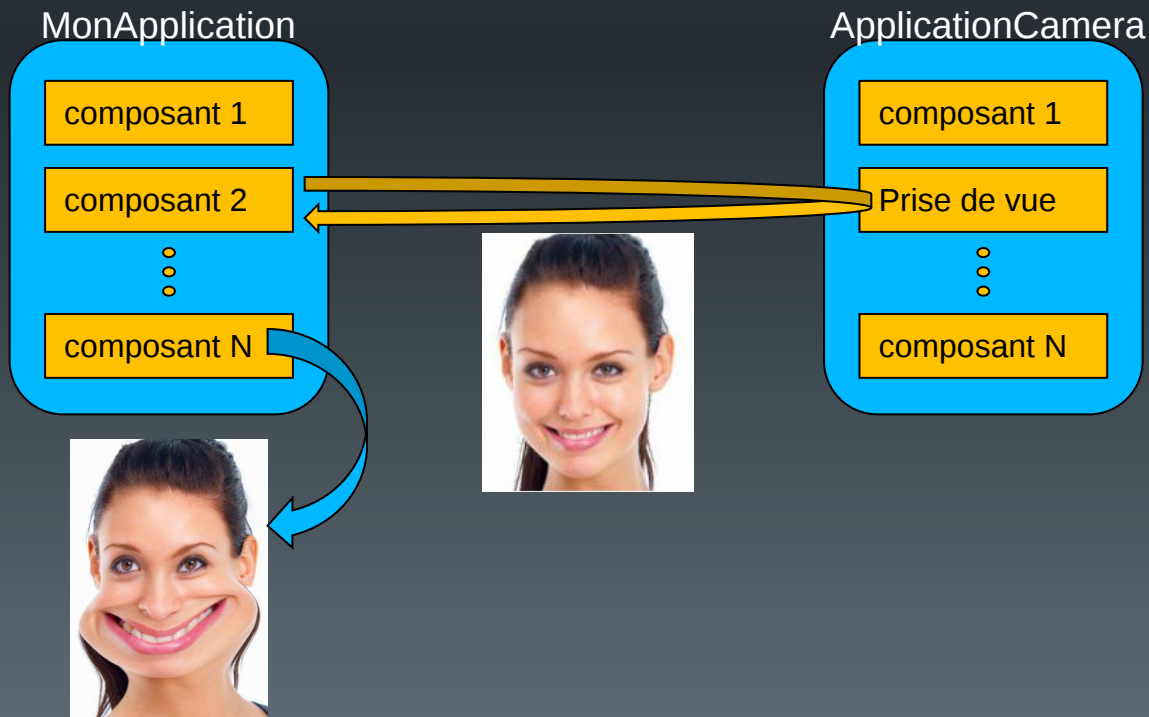 MonApplication
composant 1
composant 2
composant N
ApplicationCamera
composant 1
Prise de vue
composant N